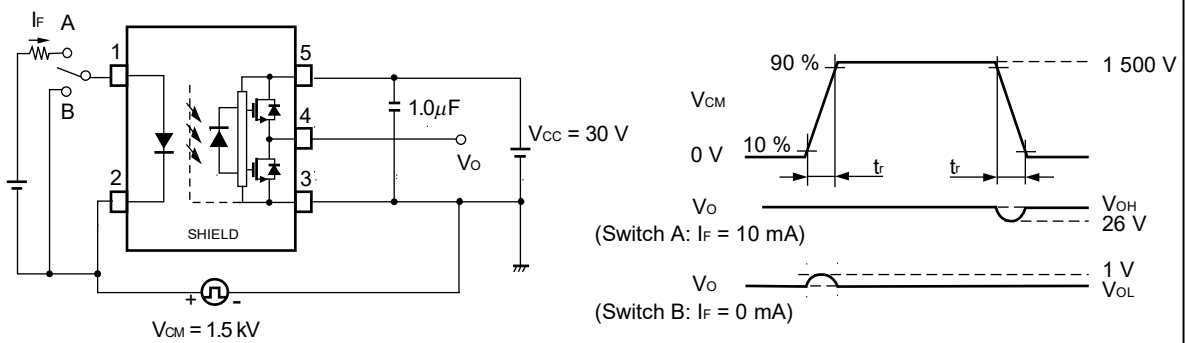 IF
A
B
1
2
5
4
3
SHIELD
1.0μF
VCC = 30 V
VO
+ -
VCM = 1.5 kV
90 %
1 500 V
VCM
10 %
0 V
tr
tr
VO
VOH
26 V
(Switch A: IF = 10 mA)
1 V
VO
VOL
(Switch B: IF = 0 mA)